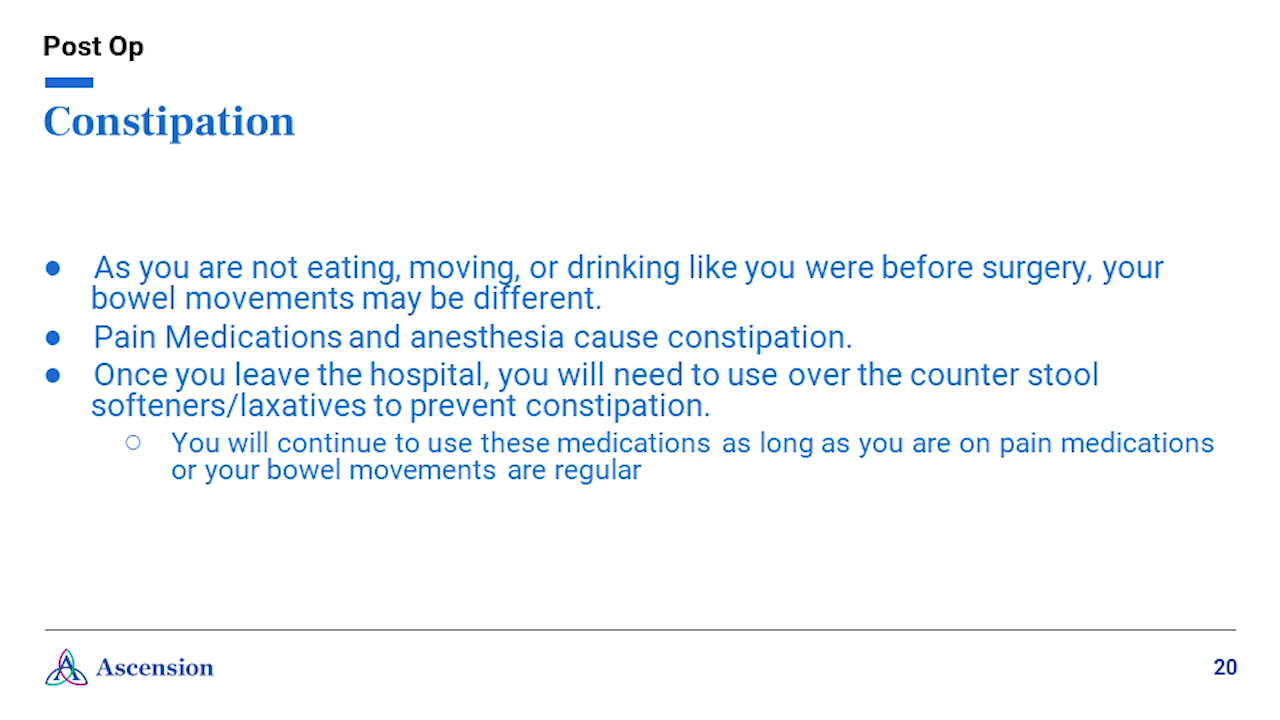 Post Op
Constipation
● As you are not eating, moving, or drinking like you were before surgery, your
bowel movements may be different.
● Pain Medications and anesthesia cause constipation.
● Once you leave the hospital, you will need to use over the counter stool
softeners/laxatives to prevent constipation.
○ You will continue to use these medications as long as you are on pain medications
or your bowel movements are regular
Ascension
20